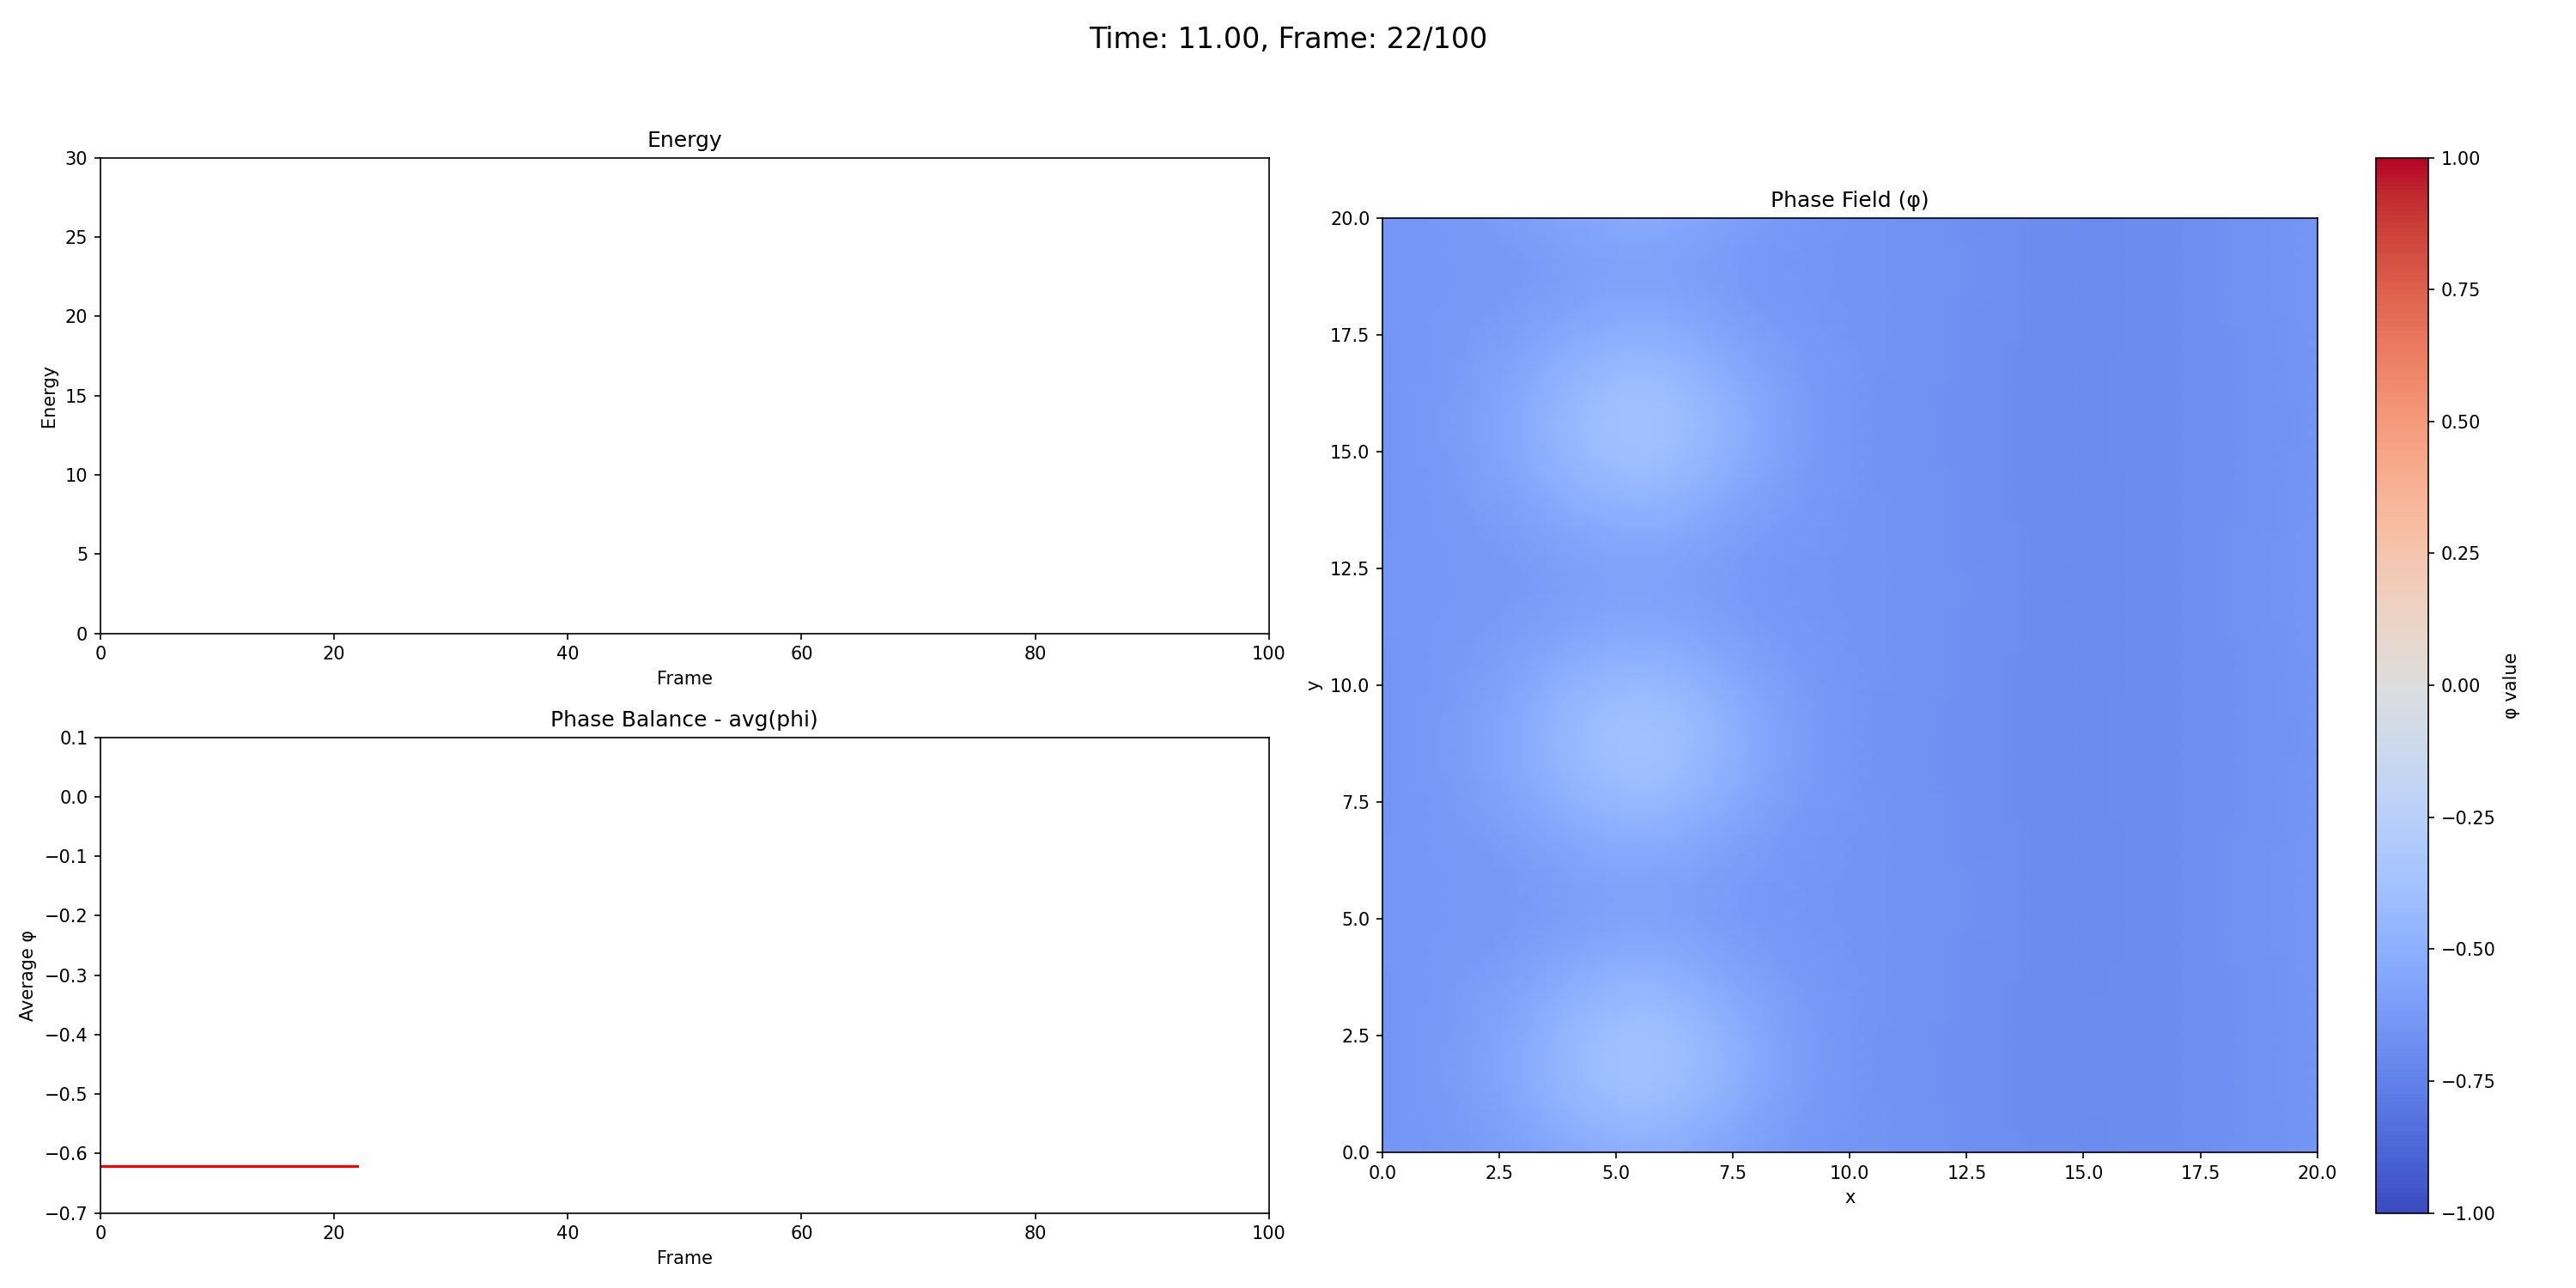 Time: 11.00, Frame: 22/100
Energy
30
25
20
15
10
5
0
Energy
0 20 40 60 80 100
Frame
Phase Balance - avg(phi)
0.1
0.0
−0.1
−0.2
−0.3
−0.4
−0.5
−0.6
−0.7
Average φ
0 20 40 60 80 100
Frame
Phase Field (φ)
20.0
17.5
15.0
12.5
10.0
7.5
5.0
2.5
0.0
y
0.0 2.5 5.0 7.5 10.0 12.5 15.0 17.5 20.0
x
1.00
0.75
0.50
0.25
0.00
−0.25
−0.50
−0.75
−1.00
φ value